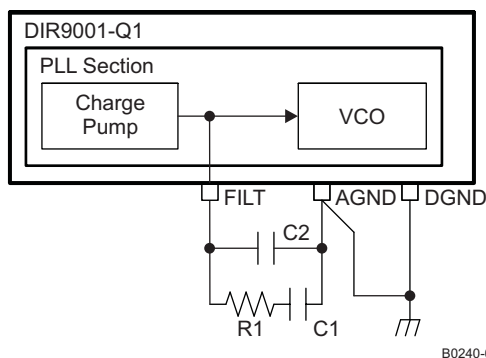 DIR9001-Q1
PLL Section
Charge
Pump
VCO
FILT
AGND
DGND
C2
R1
C1